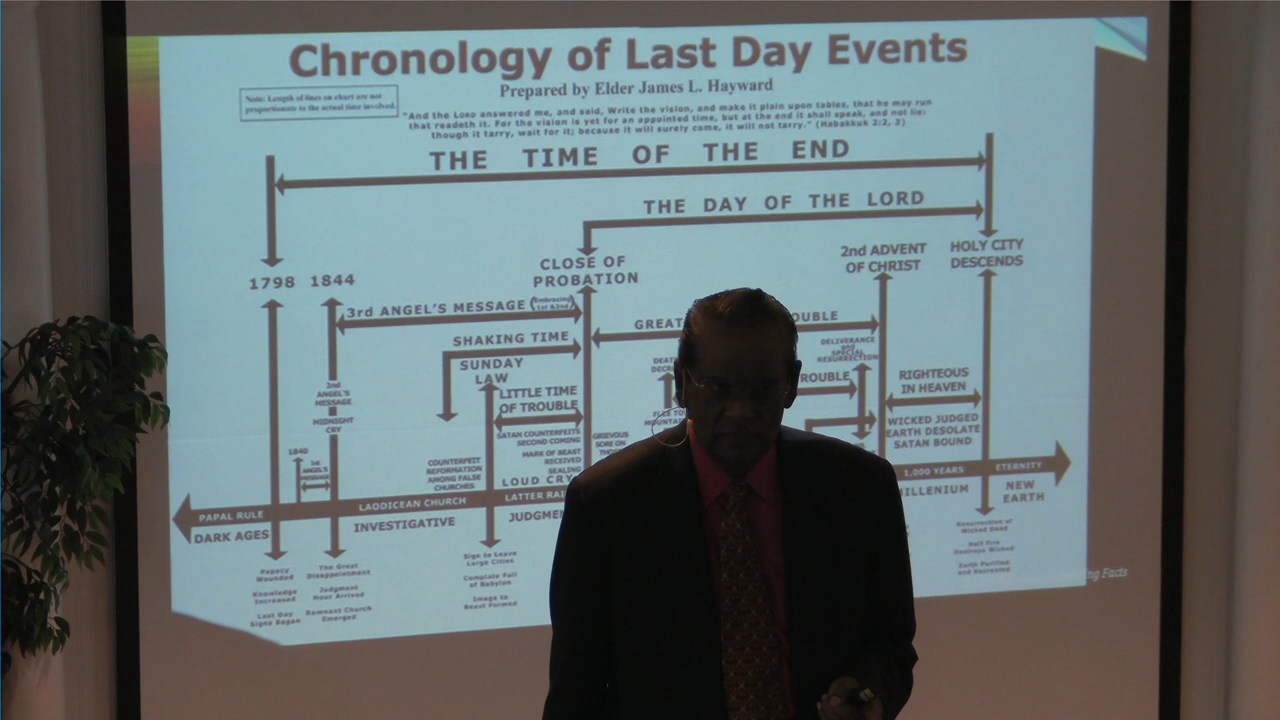 Chronology of Last Day Events
Prepared by Elder James L. Hayward
Note: Length of lines on chart are not
proportionate to the actual time involved.
"And the LORD answered me, and said, Write the vision, and make it plain upon tables, that he may run
that readeth it. For the vision is yet for an appointed time, but at the end it shall speak, and not lie:
though it tarry, wait for it; because it will surely come, it will not tarry." (Habakkuk 2:2, 3)
THE TIME OF THE END
THE DAY OF THE LORD
1798
1844
CLOSE OF
PROBATION
2nd ADVENT
OF CHRIST
HOLY CITY
DESCENDS
3rd ANGEL'S MESSAGE (Embracing
1st & 2nd)
GREAT
OUBLE
SHAKING TIME
DELIVERANCE
and
SPECIAL
RESURRECTION
SUNDAY
LAW
LITTLE TIME
OF TROUBLE
ROUBLE
RIGHTEOUS
IN HEAVEN
2nd
ANGEL'S
MESSAGE
MIDNIGHT
CRY
SATAN COUNTERFEITS
SECOND COMING
MARK OF BEAST
RECEIVED
SEALING
LOUD CRY
GRIEVOUS
SORE ON
WICKED JUDGED
EARTH DESOLATE
SATAN BOUND
1840
1st
ANGEL'S
MESSAGE
COUNTERFEIT
REFORMATION
AMONG FALSE
CHURCHES
PAPAL RULE
LAODICEAN CHURCH
LATTER RAI
1,000 YEARS
ETERNITY
DARK AGES
INVESTIGATIVE
JUDGMEN
ILLENIUM
NEW
EARTH
Papacy
Wounded
Knowledge
Increased
Last Day
Signs Began
The Great
Disappointment
Judgment
Hour Arrived
Remnant Church
Emerged
Sign to Leave
Large Cities
Complete Fall
of Babylon
Image to
Beast Formed
Resurrection of
Wicked Dead
Hell Fire
Destroys Wicked
Earth Purified
and Recreated
ng Facts